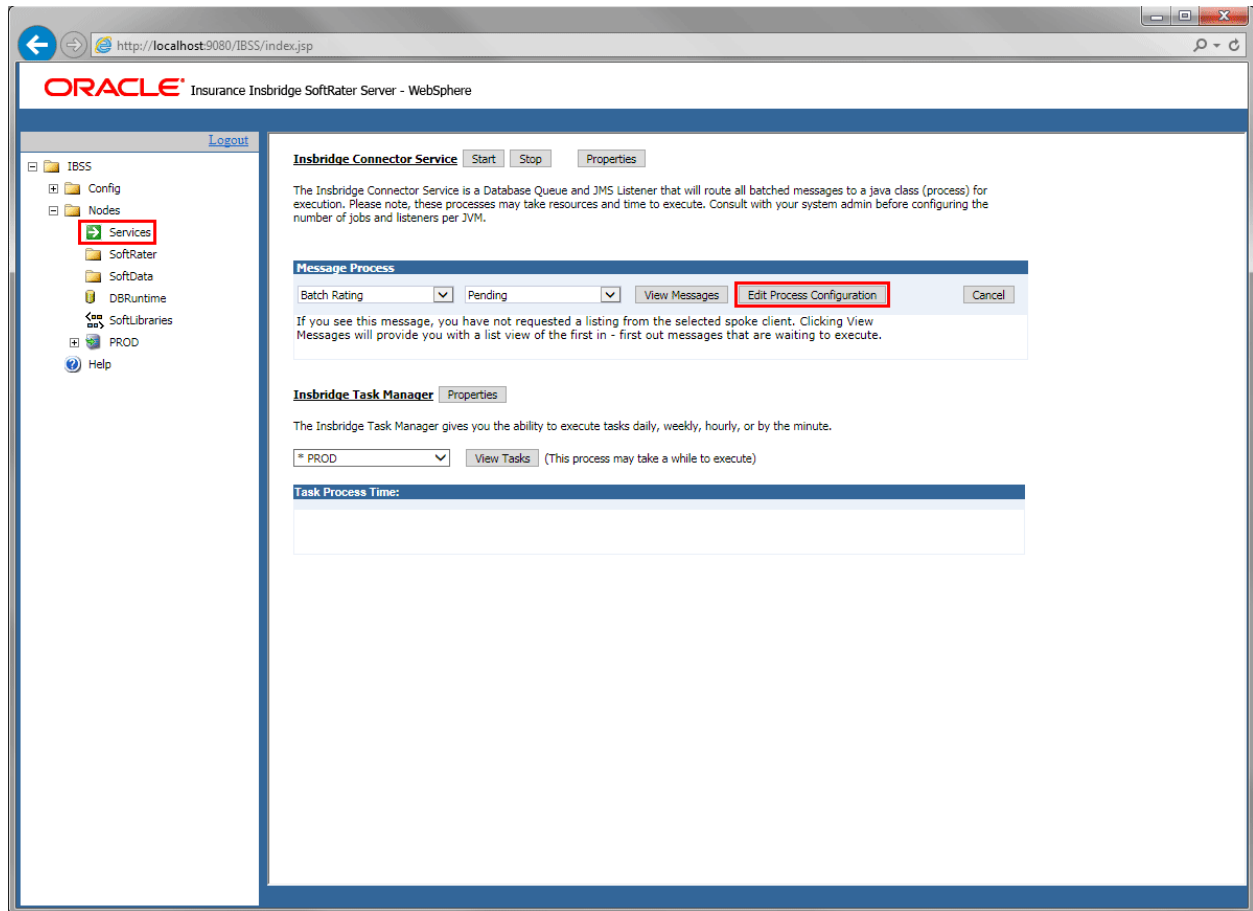 http://localhost:9080/IBSS/index.jsp
ORACLE Insurance Insbridge SoftRater Server - WebSphere
Logout
IBSS
Config
Nodes
Services
SoftRater
SoftData
DBRuntime
SoftLibraries
PROD
Help
Insbridge Connector Service Start Stop Properties
The Insbridge Connector Service is a Database Queue and JMS Listener that will route all batched messages to a java class (process) for
execution. Please note, these processes may take resources and time to execute. Consult with your system admin before configuring the
number of jobs and listeners per JVM.
Message Process
Batch Rating Pending View Messages Edit Process Configuration Cancel
If you see this message, you have not requested a listing from the selected spoke client. Clicking View
Messages will provide you with a list view of the first in - first out messages that are waiting to execute.
Insbridge Task Manager Properties
The Insbridge Task Manager gives you the ability to execute tasks daily, weekly, hourly, or by the minute.
* PROD View Tasks (This process may take a while to execute)
Task Process Time: